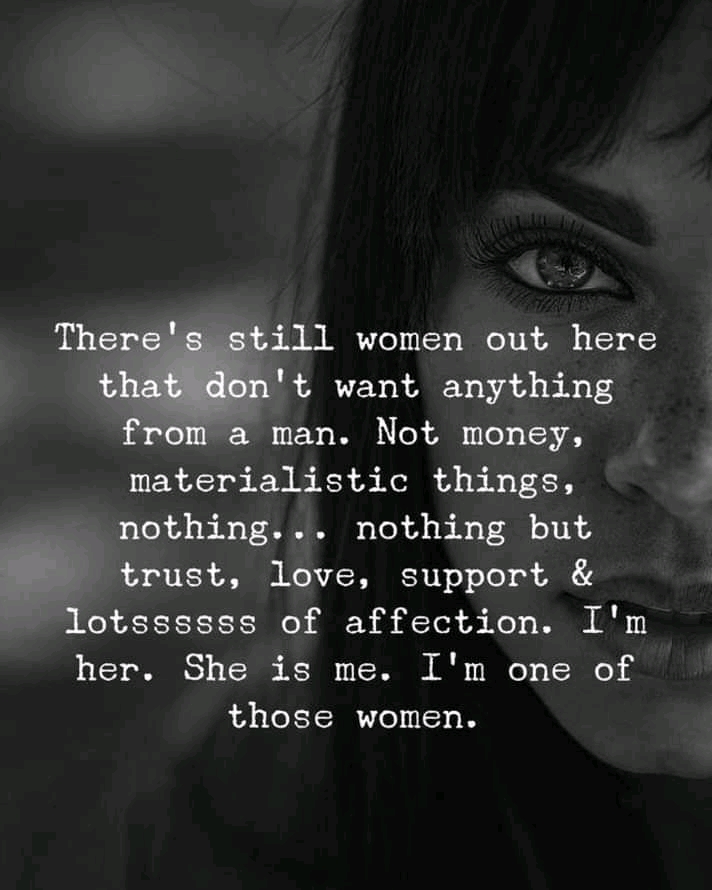 There's still women out here
that don't want anything
from a man. Not money,
materialistic things,
nothing... nothing but
trust, love, support &
lotsssssss of affection. I'm
her. She is me. I'm one of
those women.